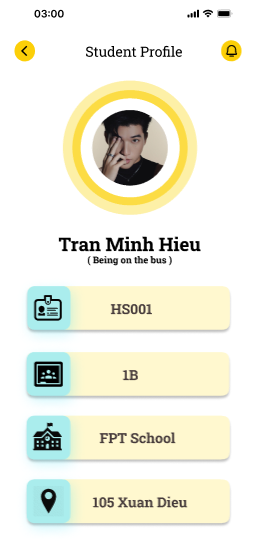 03:00
Student Profile
Tran Minh Hieu
( Being on the bus )
HS001
1B
FPT School
105 Xuan Dieu